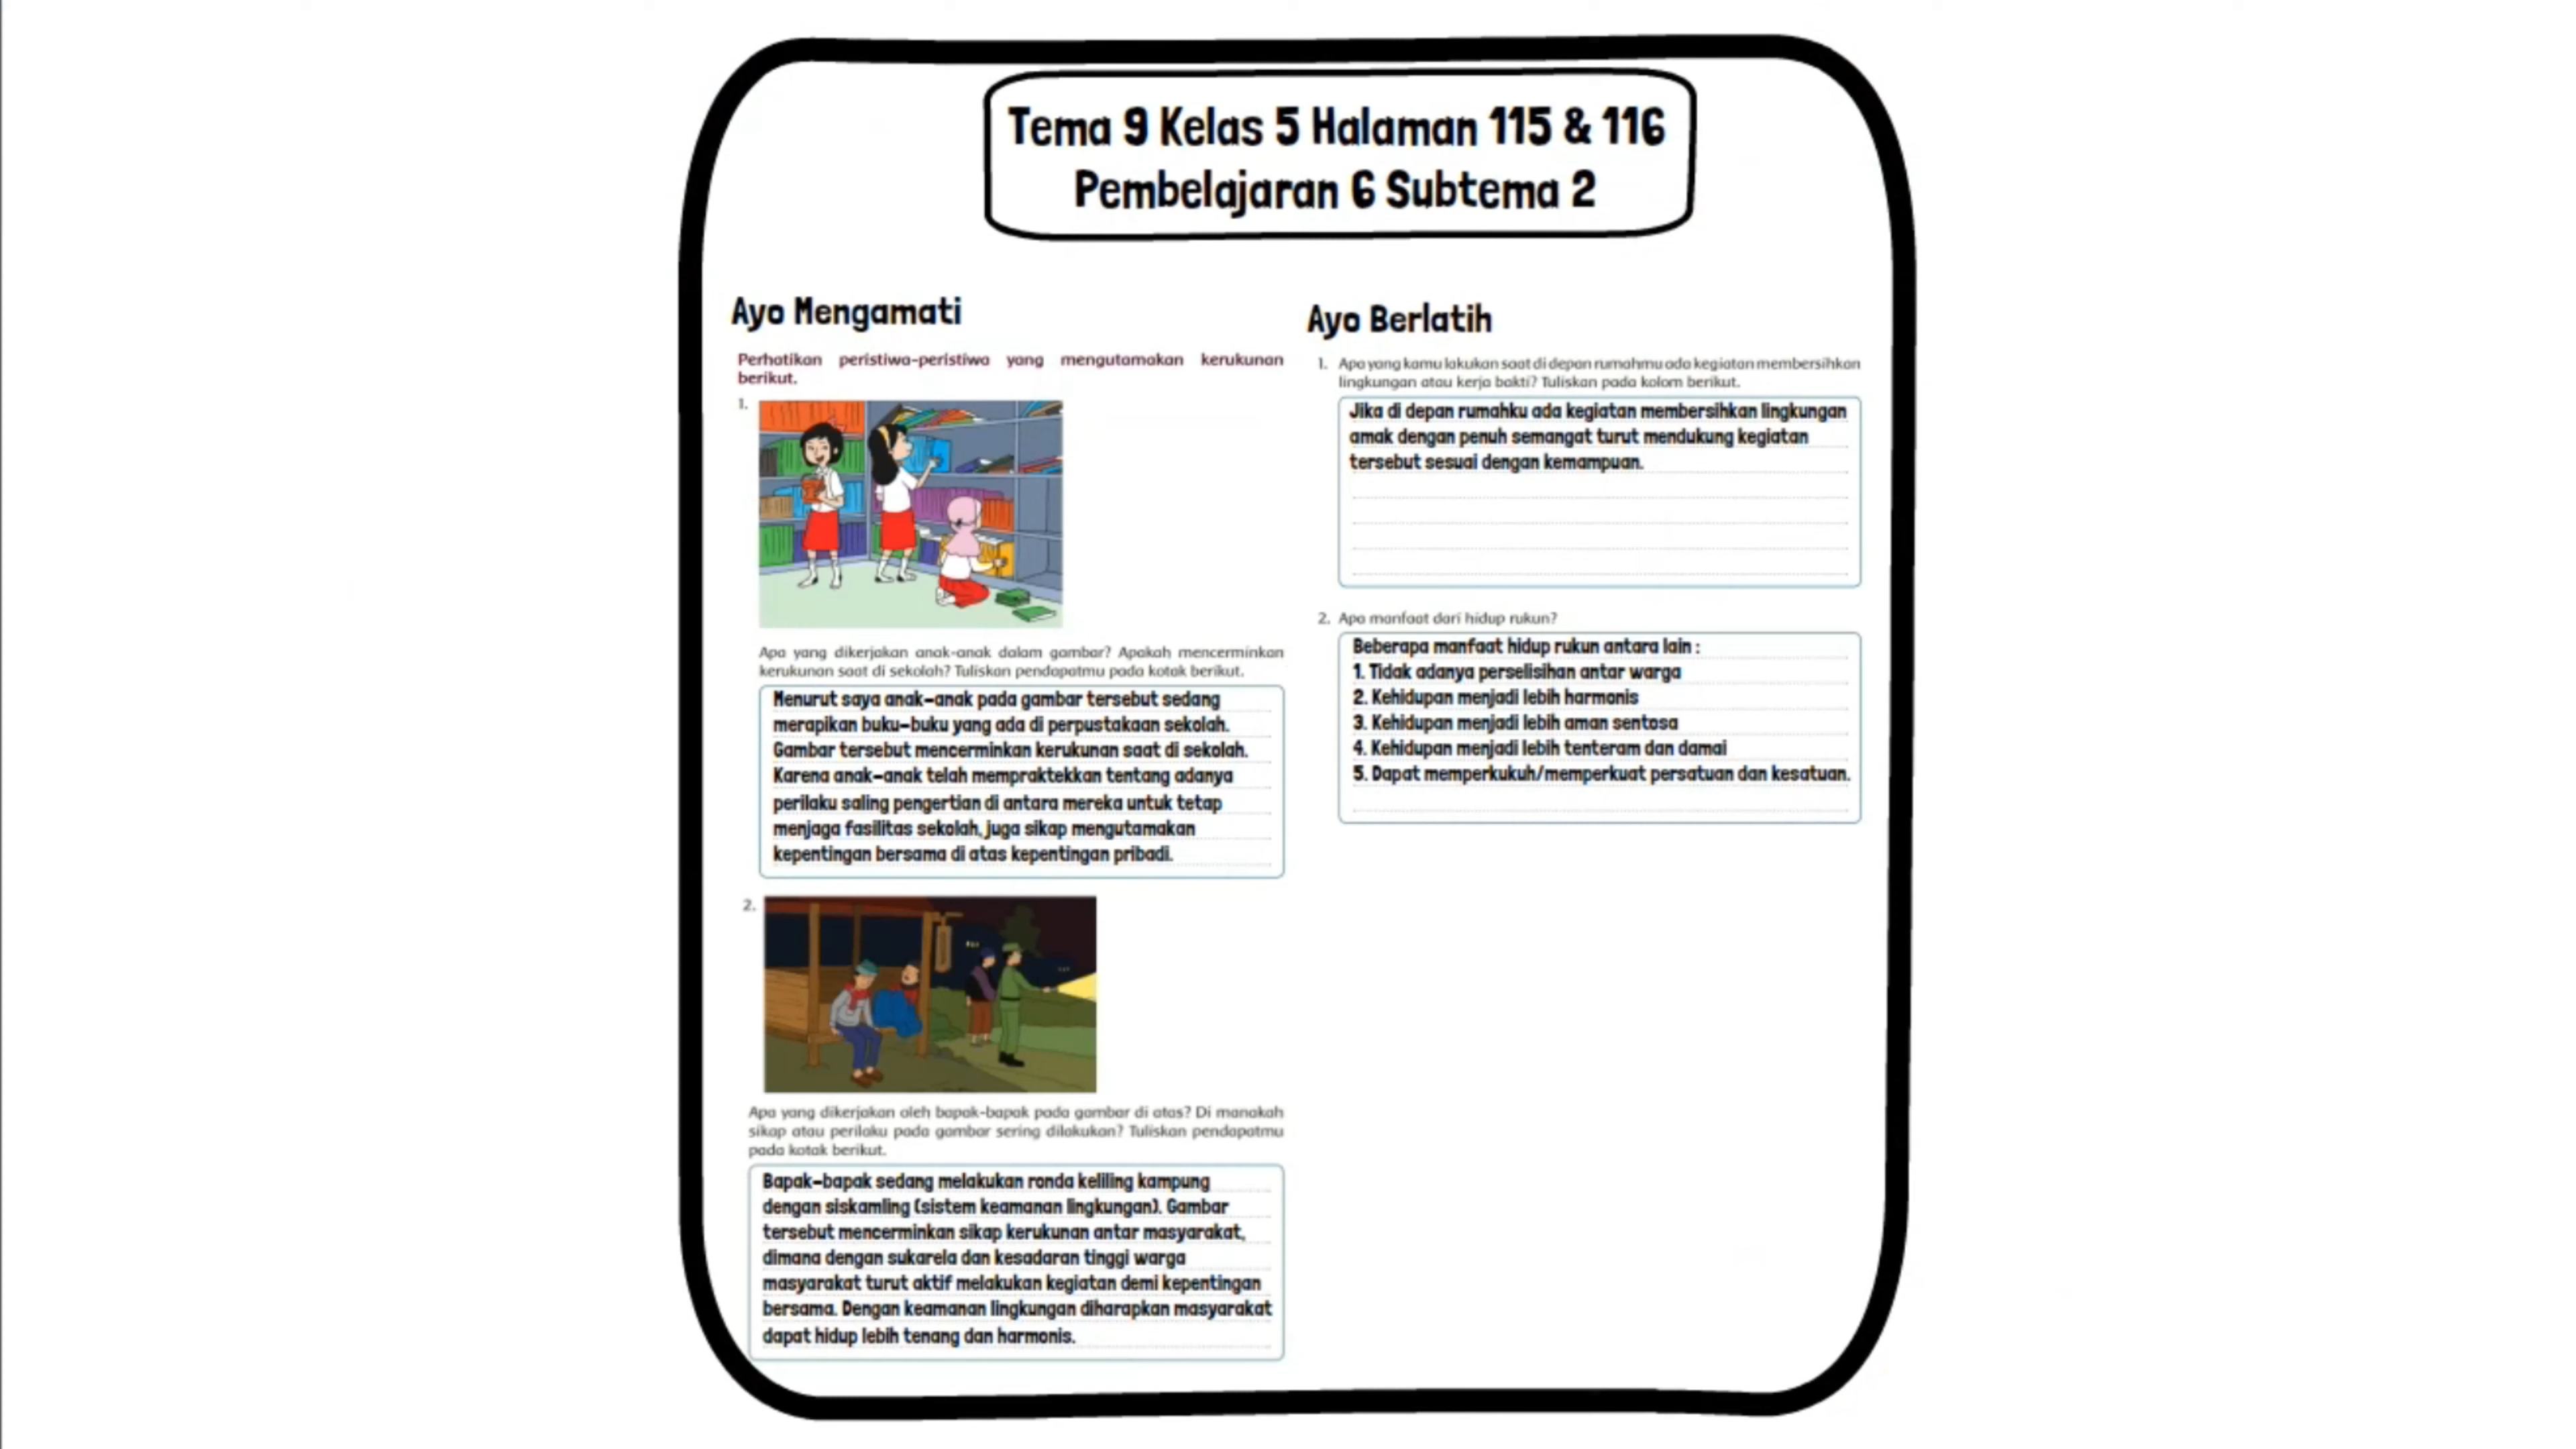 Tema 9 Kelas 5 Halaman 115 & 116
Pembelajaran 6 Subtema 2
Ayo Mengamati
Perhatikan peristiwa-peristiwa yang mengutamakan kerukunan
berikut.
1.
Apa yang dikerjakan anak-anak dalam gambar? Apakah mencerminkan
kerukunan saat di sekolah? Tuliskan pendapatmu pada kotak berikut.
Menurut saya anak-anak pada gambar tersebut sedang
merapikan buku-buku yang ada di perpustakaan sekolah.
Gambar tersebut mencerminkan kerukunan saat di sekolah.
Karena anak-anak telah mempraktekkan tentang adanya
perilaku saling pengertian di antara mereka untuk tetap
menjaga fasilitas sekolah, juga sikap mengutamakan
kepentingan bersama di atas kepentingan pribadi.
2.
Apa yang dikerjakan oleh bapak-bapak pada gambar di atas? Di manakah
sikap atau perilaku pada gambar sering dilakukan? Tuliskan pendapatmu
pada kotak berikut.
Bapak-bapak sedang melakukan ronda keliling kampung
dengan siskamling (sistem keamanan lingkungan). Gambar
tersebut mencerminkan sikap kerukunan antar masyarakat,
dimana dengan sukarela dan kesadaran tinggi warga
masyarakat turut aktif melakukan kegiatan demi kepentingan
bersama. Dengan keamanan lingkungan diharapkan masyarakat
dapat hidup lebih tenang dan harmonis.
Ayo Berlatih
1. Apa yang kamu lakukan saat di depan rumahmu ada kegiatan membersihkan
lingkungan atau kerja bakti? Tuliskan pada kolom berikut.
Jika di depan rumahku ada kegiatan membersihkan lingkungan
amak dengan penuh semangat turut mendukung kegiatan
tersebut sesuai dengan kemampuan.
2. Apa manfaat dari hidup rukun?
Beberapa manfaat hidup rukun antara lain :
1. Tidak adanya perselisihan antar warga
2. Kehidupan menjadi lebih harmonis
3. Kehidupan menjadi lebih aman sentosa
4. Kehidupan menjadi lebih tenteram dan damai
5. Dapat memperkukuh/memperkuat persatuan dan kesatuan.